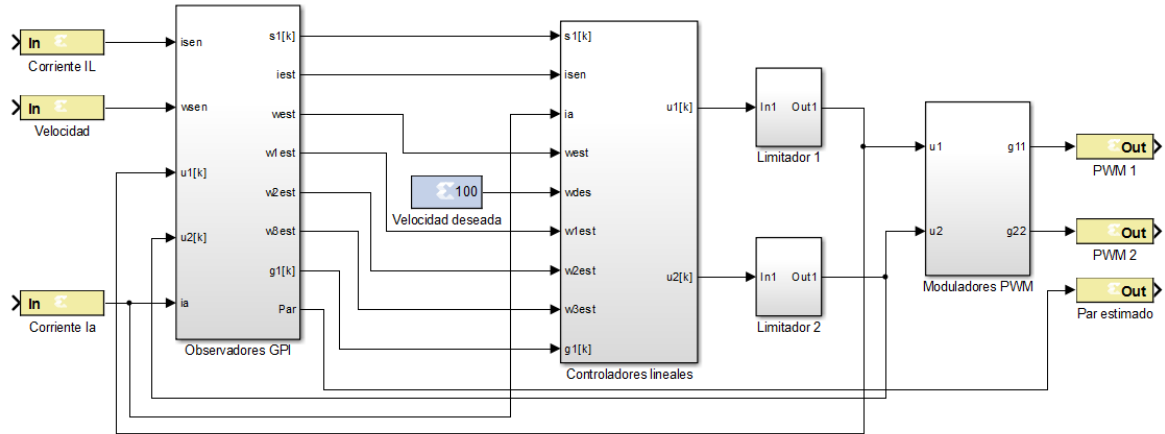 In
Corriente IL
In
Velocidad
In
Corriente Ia
isen
wsen
u1[k]
u2[k]
ia
s1[k]
iest
west
w1est
w2est
w3est
g1[k]
Par
Observadores GPI
100
Velocidad deseada
s1[k]
isen
ia
west
wdes
w1est
w2est
w3est
g1[k]
u1[k]
u2[k]
Controladores lineales
In1 Out1
Limitador 1
In1 Out1
Limitador 2
u1
u2
g11
g22
Moduladores PWM
Out
PWM 1
Out
PWM 2
Out
Par estimado